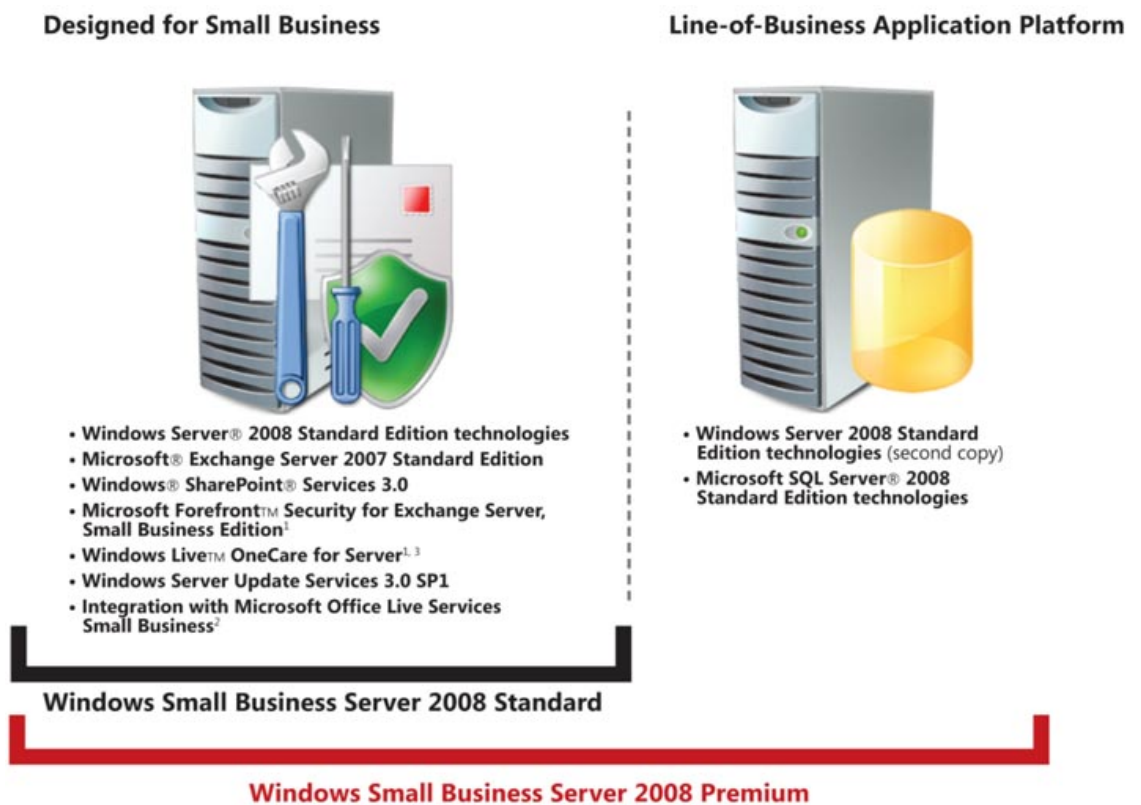 Designed for Small Business
Line-of-Business Application Platform
• Windows Server® 2008 Standard Edition technologies
• Microsoft® Exchange Server 2007 Standard Edition
• Windows® SharePoint® Services 3.0
• Microsoft Forefront™ Security for Exchange Server,
Small Business Edition¹
• Windows Live™ OneCare for Server¹˒ ³
• Windows Server Update Services 3.0 SP1
• Integration with Microsoft Office Live Services
Small Business²
• Windows Server 2008 Standard
Edition technologies (second copy)
• Microsoft SQL Server® 2008
Standard Edition technologies
Windows Small Business Server 2008 Standard
Windows Small Business Server 2008 Premium